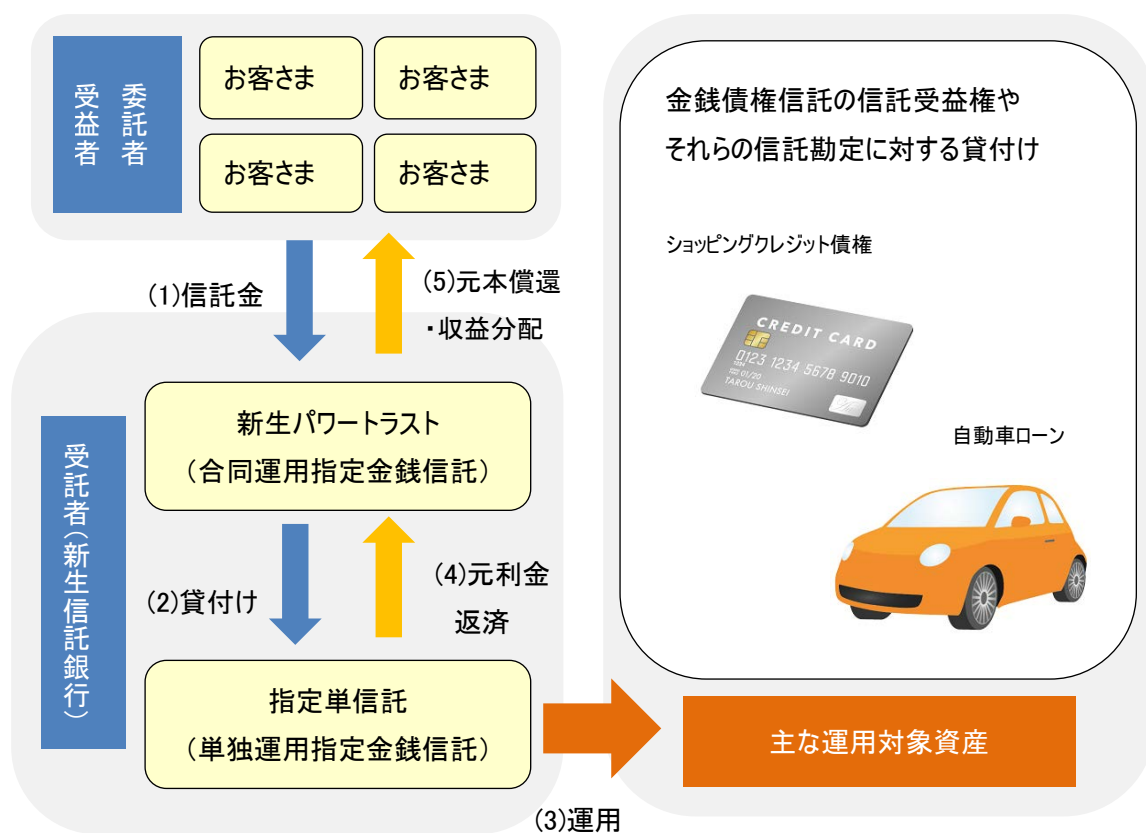 委託者
受益者
お客さま
お客さま
お客さま
お客さま
(1)信託金
(5)元本償還
・収益分配
受託者(新生信託銀行)
新生パワートラスト
(合同運用指定金銭信託)
(2)貸付け
(4)元利金
返済
指定単信託
(単独運用指定金銭信託)
(3)運用
金銭債権信託の信託受益権や
それらの信託勘定に対する貸付け
ショッピングクレジット債権
CREDIT CARD
0123 1234 5678 9010
01/20
TAROU SHINSEI
自動車ローン
主な運用対象資産